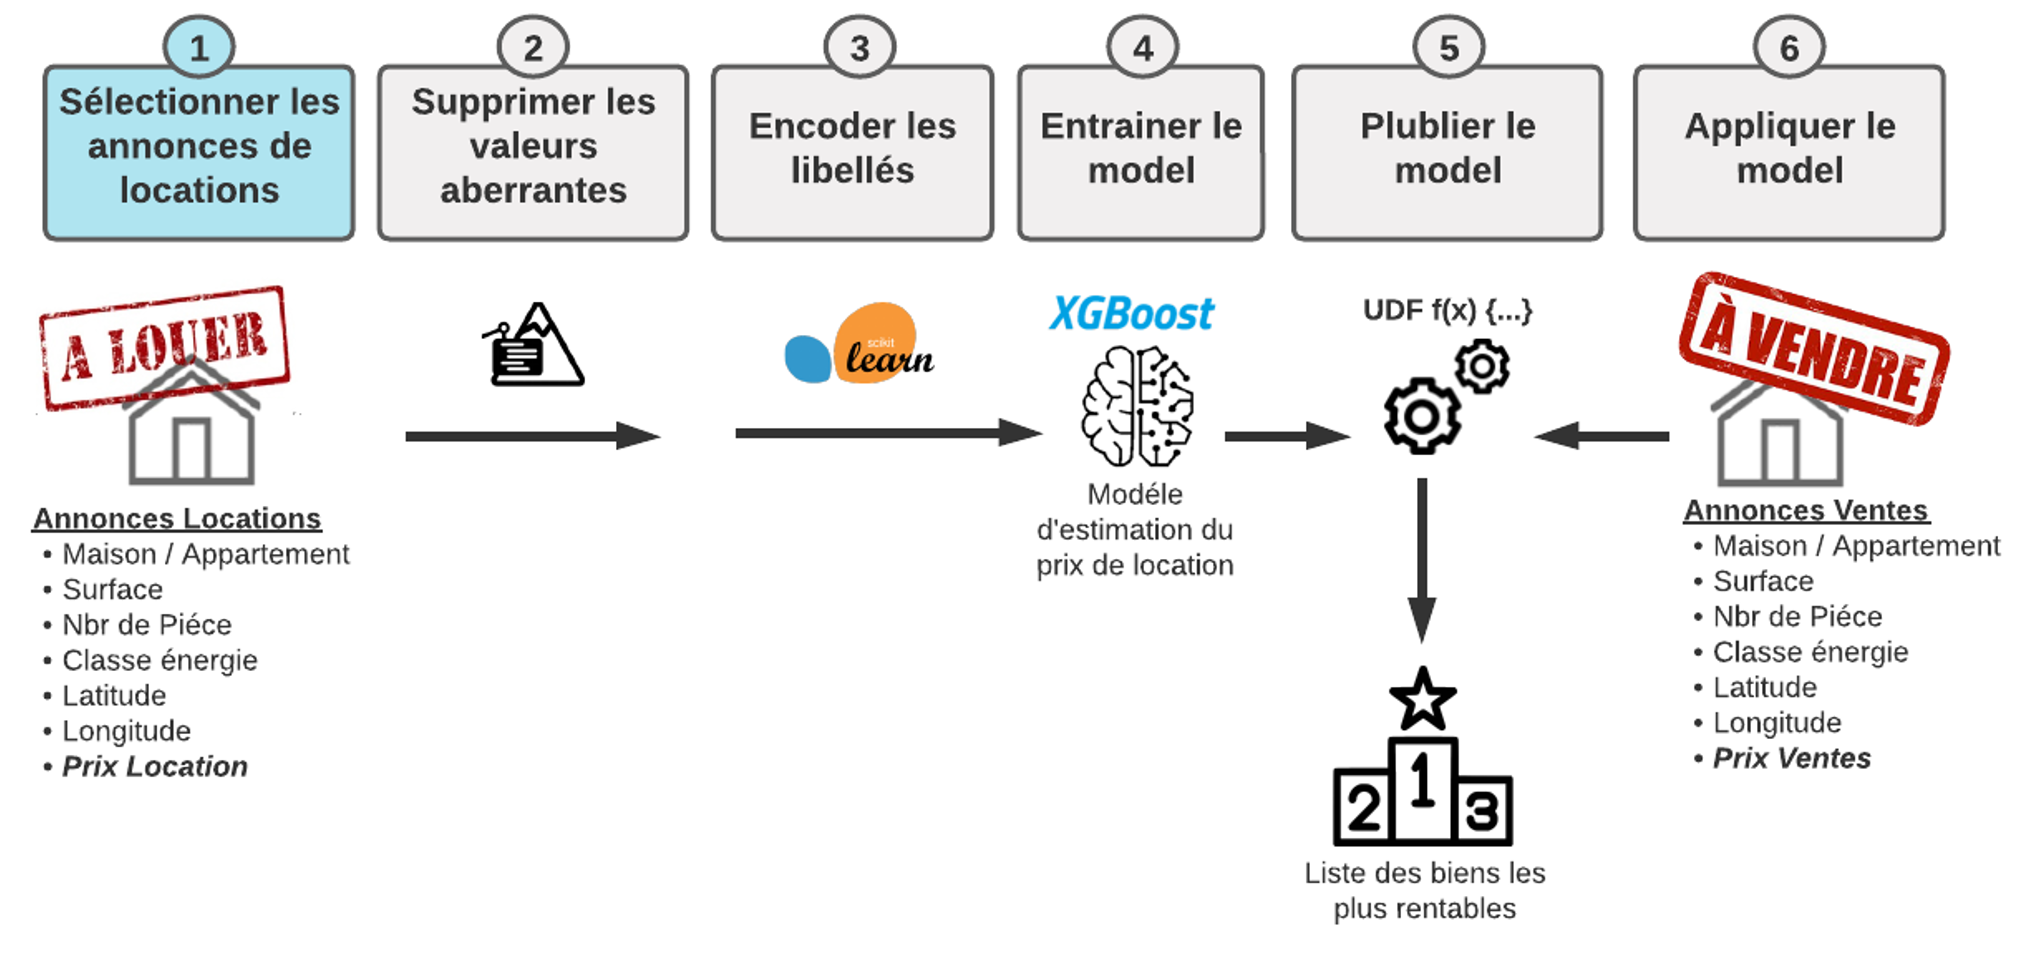 1
Sélectionner les
annonces de
locations
2
Supprimer les
valeurs
aberrantes
3
Encoder les
libellés
4
Entrainer le
model
5
Plublier le
model
6
Appliquer le
model
A LOUER
scikit
learn
XGBoost
UDF f(x) {...}
À VENDRE
Annonces Locations
• Maison / Appartement
• Surface
• Nbr de Piéce
• Classe énergie
• Latitude
• Longitude
• Prix Location
Modéle
d'estimation du
prix de location
Annonces Ventes
• Maison / Appartement
• Surface
• Nbr de Piéce
• Classe énergie
• Latitude
• Longitude
• Prix Ventes
2 1 3
Liste des biens les
plus rentables